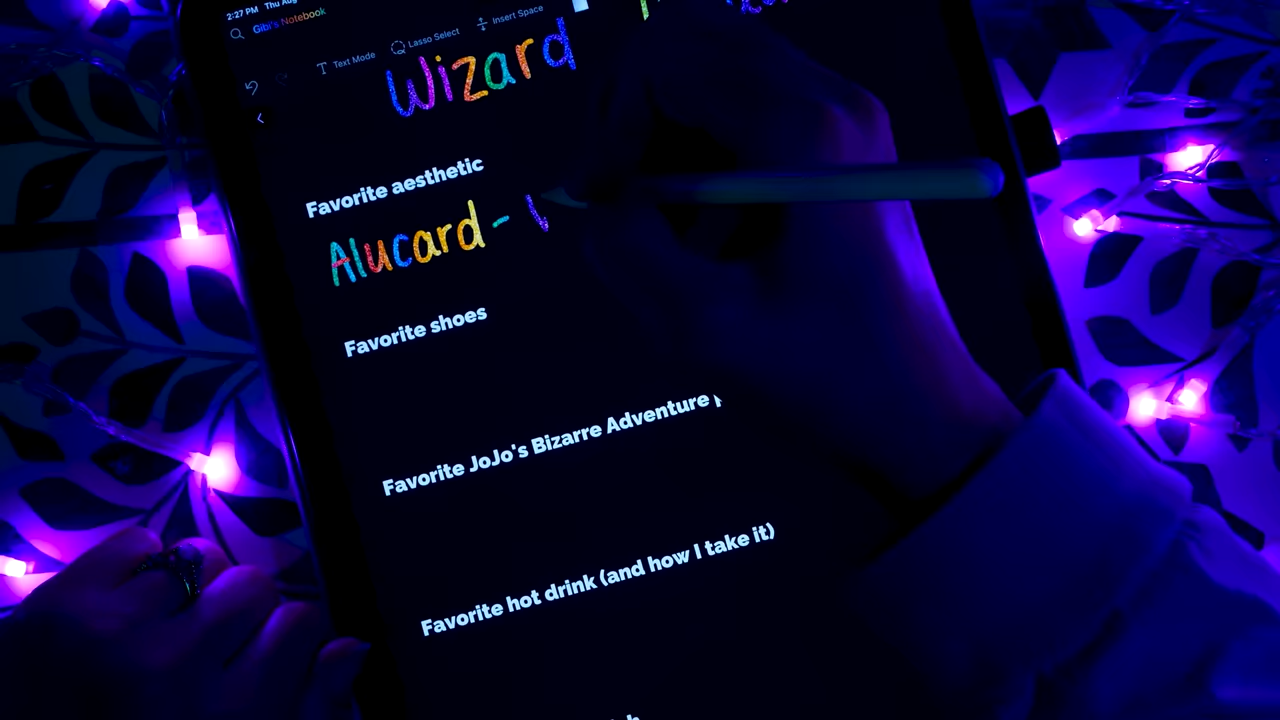 2:27 PM Thu Aug
Gibi's Notebook
Text Mode Lasso Select Insert Space
Wizard
Favorite aesthetic
Alucard -
Favorite shoes
Favorite JoJo's Bizarre Adventure
Favorite hot drink (and how I take it)